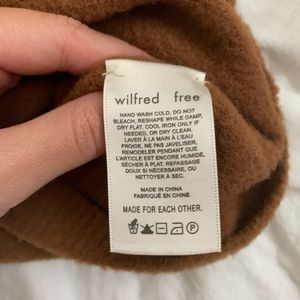 wilfred free
HAND WASH COLD. DO NOT
BLEACH, RESHAPE WHILE DAMP,
DRY FLAT, COOL IRON ONLY IF
NEEDED, OR DRY CLEAN.
LAVER À LA MAIN À L'EAU
FROIDE, NE PAS JAVELISER,
REMODELER PENDANT QUE
L'ARTICLE EST ENCORE HUMIDE,
SÉCHER À PLAT, REPASSAGE
DOUX SI NÉCESSAIRE, OU
NETTOYER À SEC.
MADE IN CHINA
FABRIQUÉ EN CHINE
MADE FOR EACH OTHER.